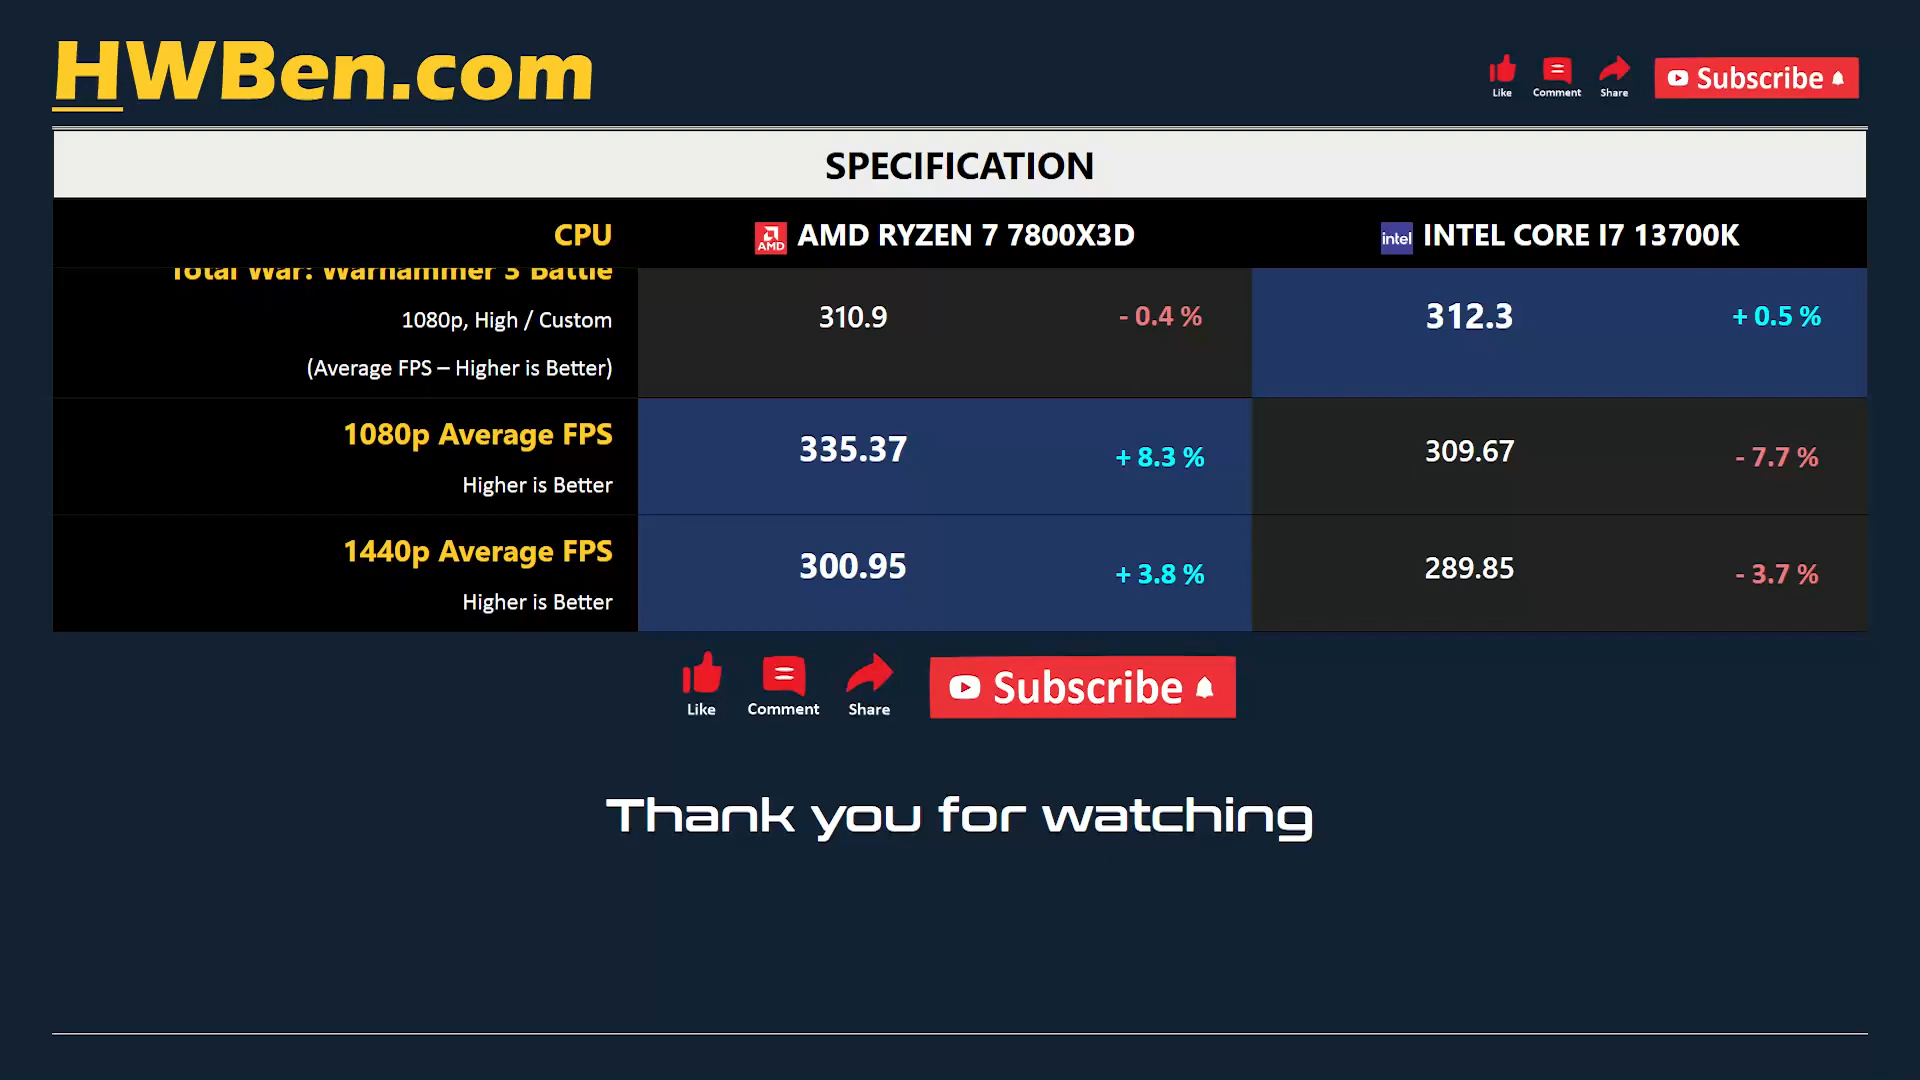 HWBen.com
Like Comment Share Subscribe
SPECIFICATION
CPU AMD AMD RYZEN 7 7800X3D intel INTEL CORE I7 13700K
Total War: Warhammer 3 Battle
1080p, High / Custom 310.9 - 0.4 % 312.3 + 0.5 %
(Average FPS – Higher is Better)
1080p Average FPS 335.37 + 8.3 % 309.67 - 7.7 %
Higher is Better
1440p Average FPS 300.95 + 3.8 % 289.85 - 3.7 %
Higher is Better
Like Comment Share Subscribe
Thank you for watching